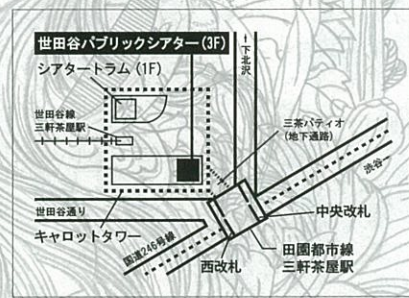 世田谷パブリックシアター(3F)
シアタートラム(1F)
↑下北沢
世田谷線
三軒茶屋駅
三茶パティオ
(地下通路)
渋谷→
世田谷通り
キャロットタワー
国道246号線
中央改札
西改札
田園都市線
三軒茶屋駅